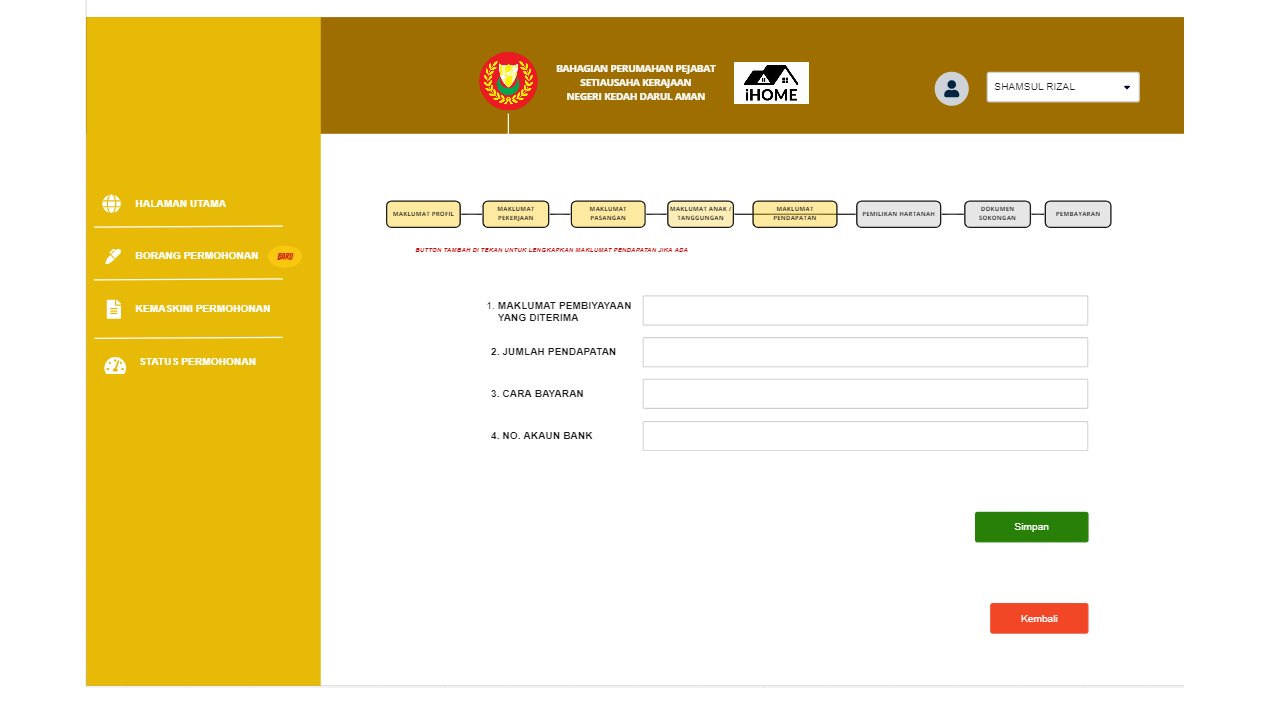 BAHAGIAN PERUMAHAN PEJABAT
SETIAUSAHA KERAJAAN
NEGERI KEDAH DARUL AMAN
iHOME
SHAMSUL RIZAL
HALAMAN UTAMA
BORANG PERMOHONAN
BARU
KEMASKINI PERMOHONAN
STATUS PERMOHONAN
MAKLUMAT PROFIL
MAKLUMAT
PEKERJAAN
MAKLUMAT
PASANGAN
MAKLUMAT ANAK /
TANGGUNGAN
MAKLUMAT
PENDAPATAN
PEMILIKAN HARTANAH
DOKUMEN
SOKONGAN
PEMBAYARAN
BUTTON TAMBAH DI TEKAN UNTUK LENGKAPKAN MAKLUMAT PENDAPATAN JIKA ADA
1. MAKLUMAT PEMBIYAYAAN
YANG DITERIMA
2. JUMLAH PENDAPATAN
3. CARA BAYARAN
4. NO. AKAUN BANK
Simpan
Kembali